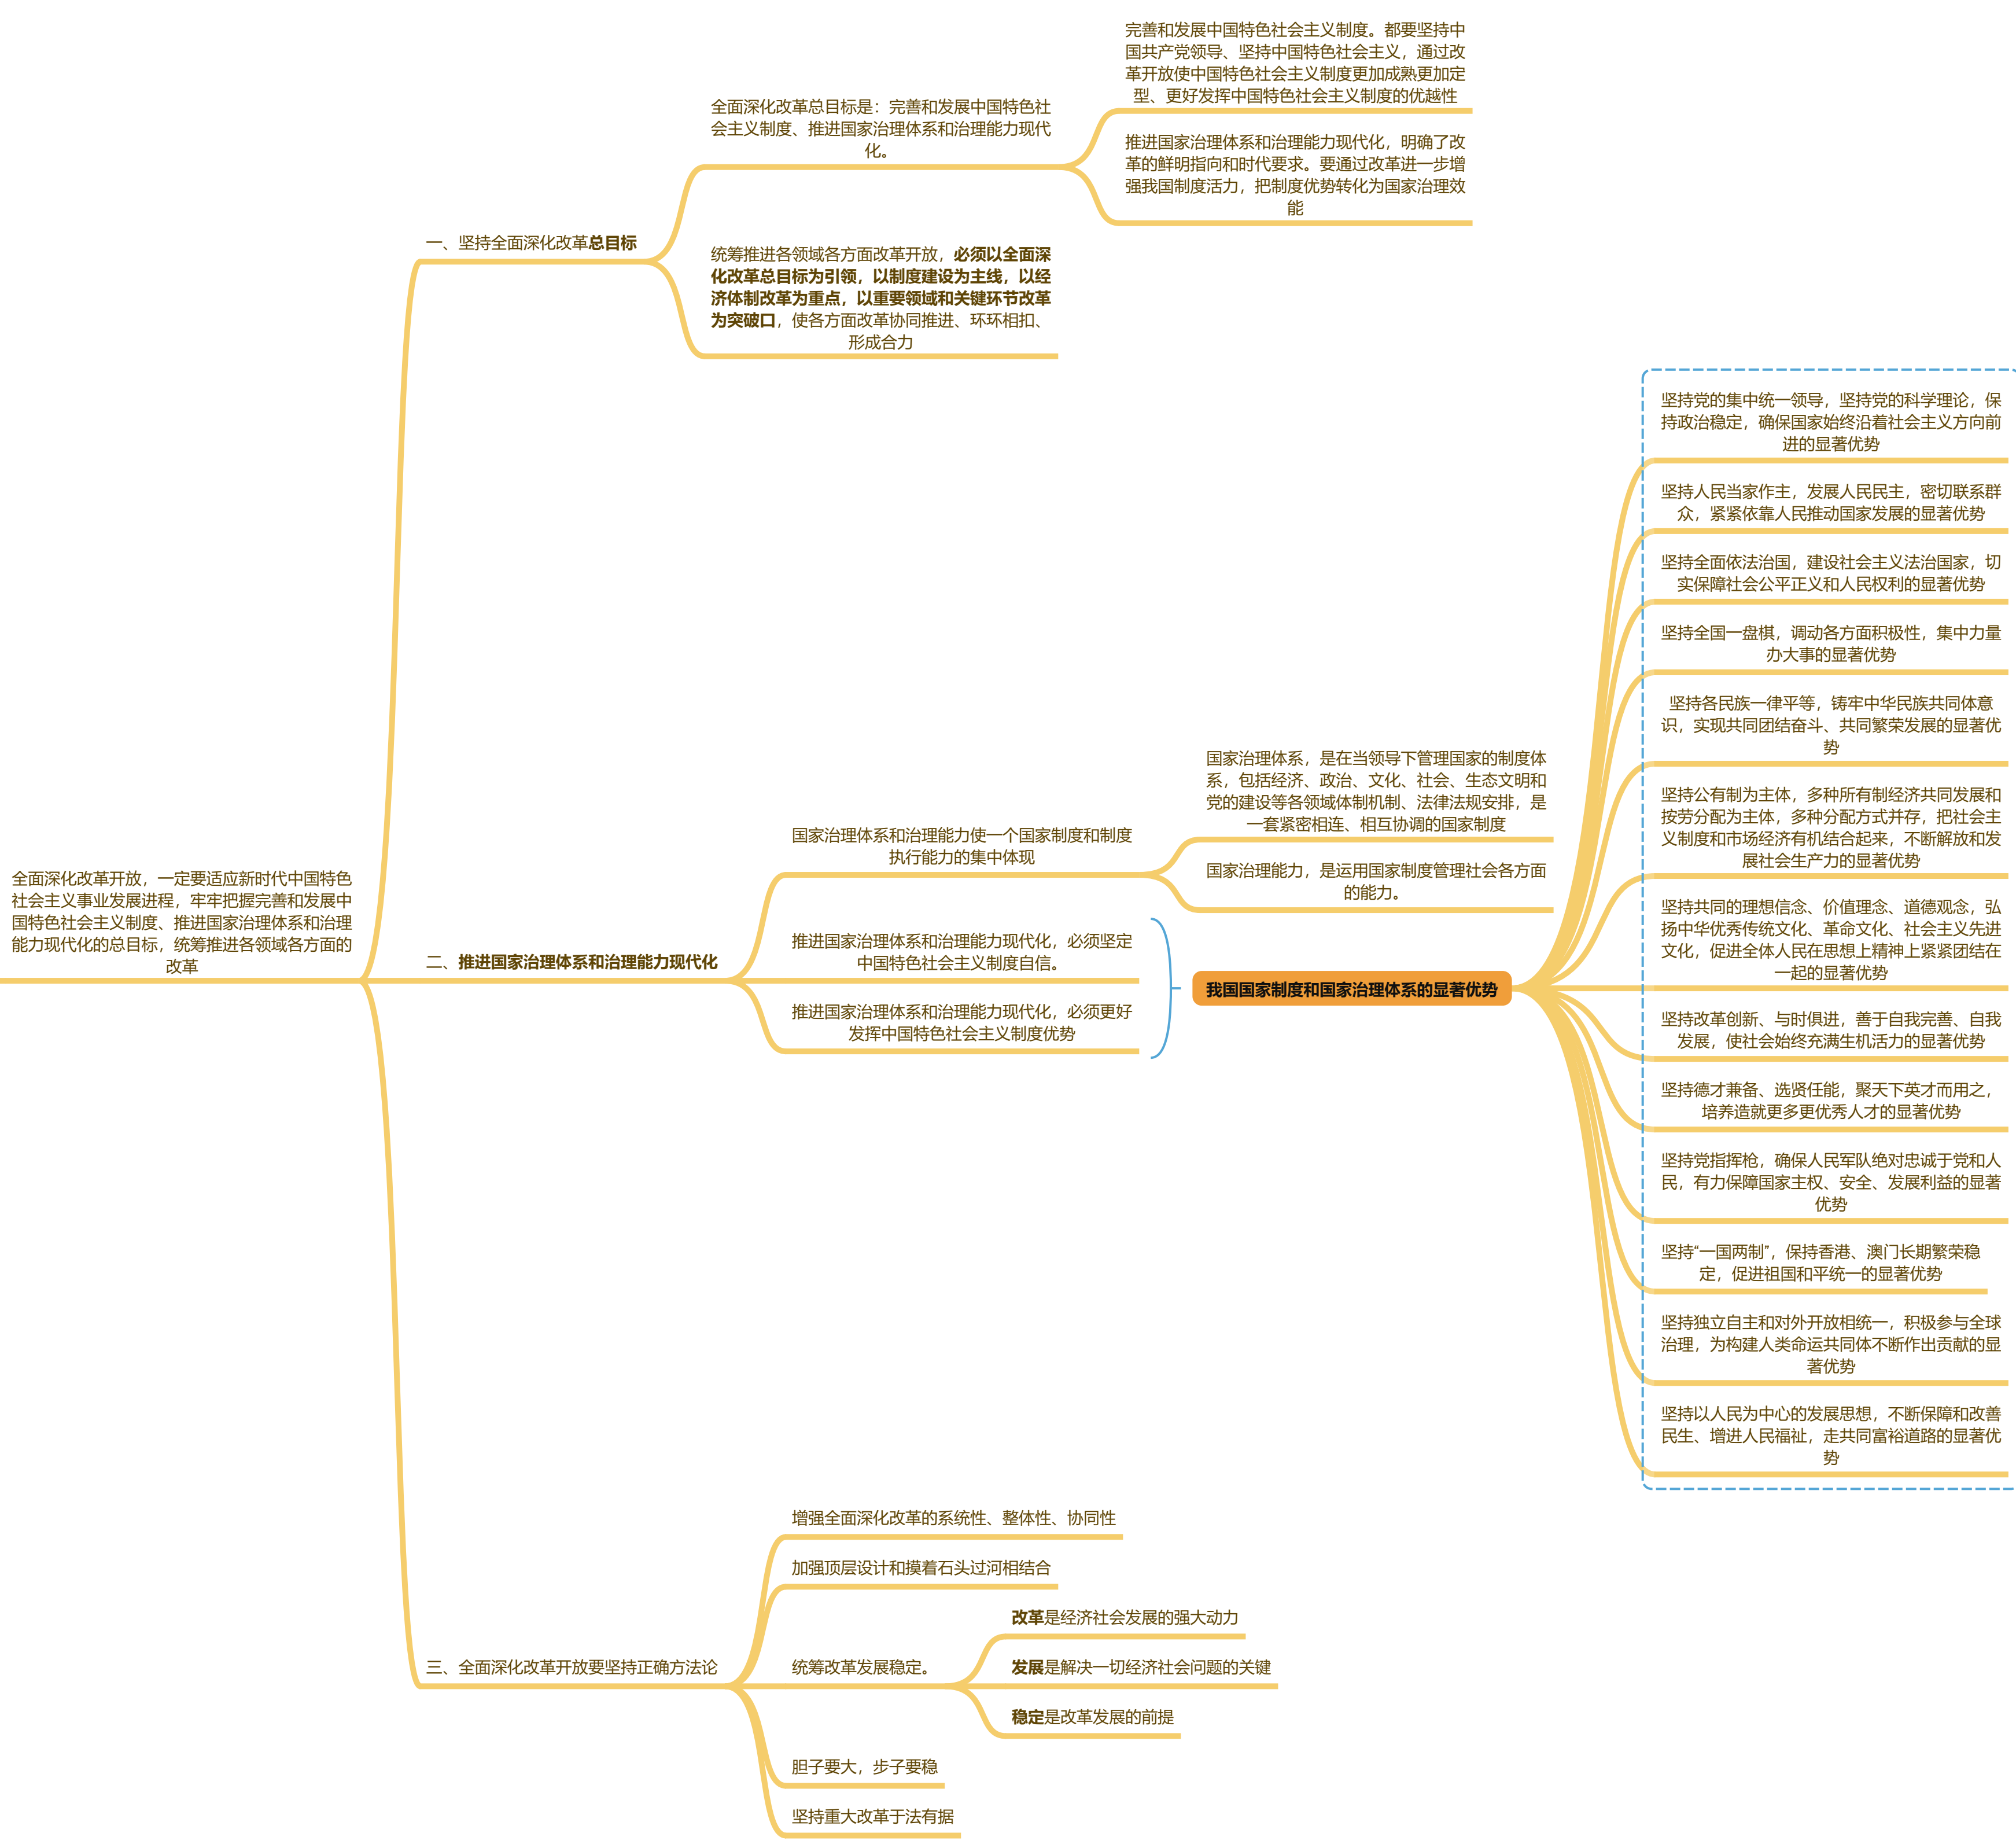 全面深化改革开放，一定要适应新时代中国特色
社会主义事业发展进程，牢牢把握完善和发展中
国特色社会主义制度、推进国家治理体系和治理
能力现代化的总目标，统筹推进各领域各方面的
改革
一、坚持全面深化改革总目标
全面深化改革总目标是：完善和发展中国特色社
会主义制度、推进国家治理体系和治理能力现代
化。
完善和发展中国特色社会主义制度。都要坚持中
国共产党领导、坚持中国特色社会主义，通过改
革开放使中国特色社会主义制度更加成熟更加定
型、更好发挥中国特色社会主义制度的优越性
推进国家治理体系和治理能力现代化，明确了改
革的鲜明指向和时代要求。要通过改革进一步增
强我国制度活力，把制度优势转化为国家治理效
能
统筹推进各领域各方面改革开放，必须以全面深
化改革总目标为引领，以制度建设为主线，以经
济体制改革为重点，以重要领域和关键环节改革
为突破口，使各方面改革协同推进、环环相扣、
形成合力
二、推进国家治理体系和治理能力现代化
国家治理体系和治理能力使一个国家制度和制度
执行能力的集中体现
国家治理体系，是在当领导下管理国家的制度体
系，包括经济、政治、文化、社会、生态文明和
党的建设等各领域体制机制、法律法规安排，是
一套紧密相连、相互协调的国家制度
国家治理能力，是运用国家制度管理社会各方面
的能力。
推进国家治理体系和治理能力现代化，必须坚定
中国特色社会主义制度自信。
推进国家治理体系和治理能力现代化，必须更好
发挥中国特色社会主义制度优势
我国国家制度和国家治理体系的显著优势
坚持党的集中统一领导，坚持党的科学理论，保
持政治稳定，确保国家始终沿着社会主义方向前
进的显著优势
坚持人民当家作主，发展人民民主，密切联系群
众，紧紧依靠人民推动国家发展的显著优势
坚持全面依法治国，建设社会主义法治国家，切
实保障社会公平正义和人民权利的显著优势
坚持全国一盘棋，调动各方面积极性，集中力量
办大事的显著优势
坚持各民族一律平等，铸牢中华民族共同体意
识，实现共同团结奋斗、共同繁荣发展的显著优
势
坚持公有制为主体，多种所有制经济共同发展和
按劳分配为主体，多种分配方式并存，把社会主
义制度和市场经济有机结合起来，不断解放和发
展社会生产力的显著优势
坚持共同的理想信念、价值理念、道德观念，弘
扬中华优秀传统文化、革命文化、社会主义先进
文化，促进全体人民在思想上精神上紧紧团结在
一起的显著优势
坚持改革创新、与时俱进，善于自我完善、自我
发展，使社会始终充满生机活力的显著优势
坚持德才兼备、选贤任能，聚天下英才而用之，
培养造就更多更优秀人才的显著优势
坚持党指挥枪，确保人民军队绝对忠诚于党和人
民，有力保障国家主权、安全、发展利益的显著
优势
坚持“一国两制”，保持香港、澳门长期繁荣稳
定，促进祖国和平统一的显著优势
坚持独立自主和对外开放相统一，积极参与全球
治理，为构建人类命运共同体不断作出贡献的显
著优势
坚持以人民为中心的发展思想，不断保障和改善
民生、增进人民福祉，走共同富裕道路的显著优
势
三、全面深化改革开放要坚持正确方法论
增强全面深化改革的系统性、整体性、协同性
加强顶层设计和摸着石头过河相结合
统筹改革发展稳定。
改革是经济社会发展的强大动力
发展是解决一切经济社会问题的关键
稳定是改革发展的前提
胆子要大，步子要稳
坚持重大改革于法有据